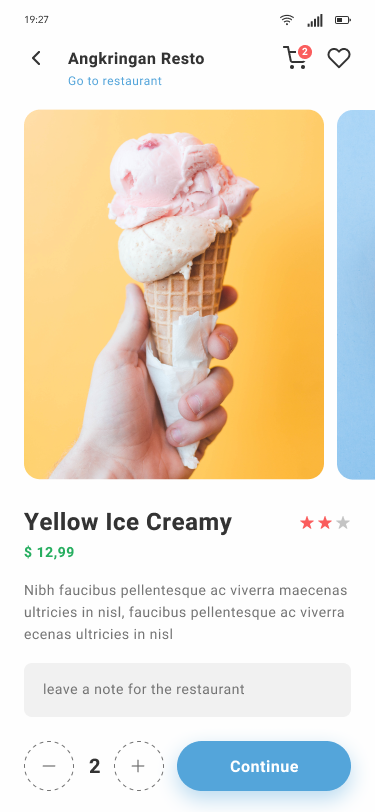 19:27
Angkringan Resto
2
Go to restaurant
Yellow Ice Creamy
$ 12,99
Nibh faucibus pellentesque ac viverra maecenas
ultricies in nisl, faucibus pellentesque ac viverra
ecenas ultricies in nisl
leave a note for the restaurant
2
Continue